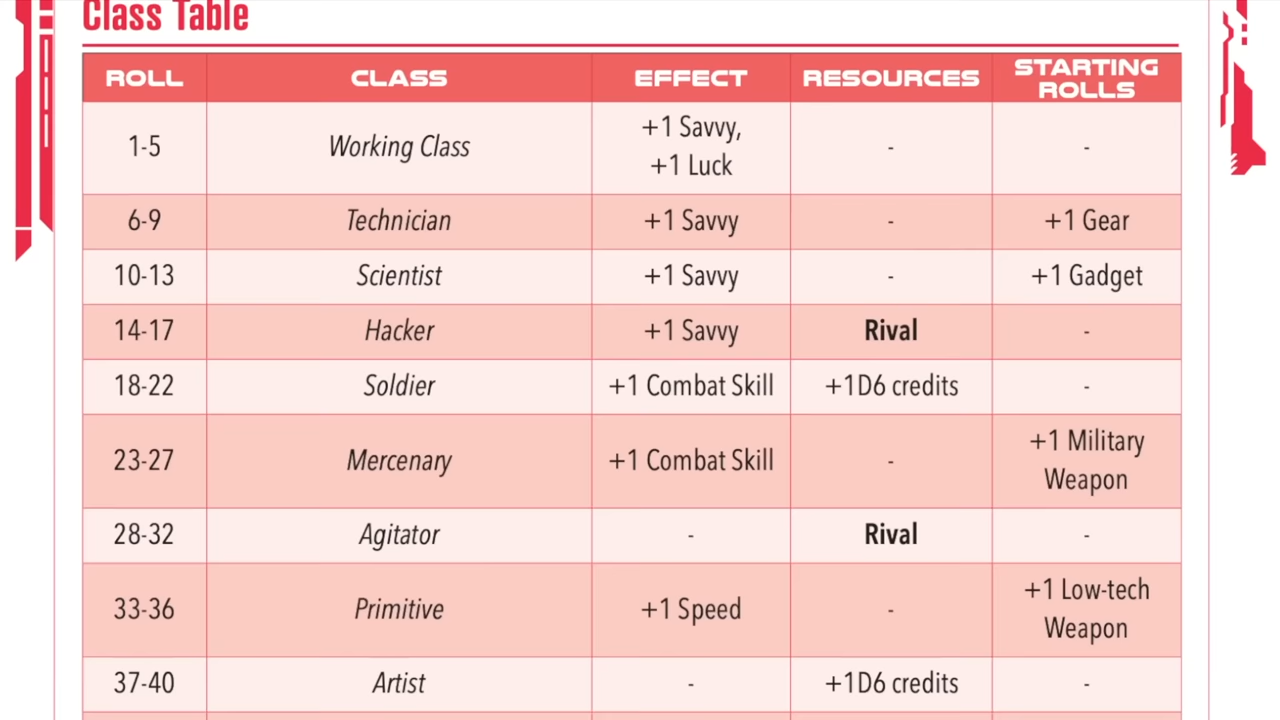 Class Table
ROLL CLASS EFFECT RESOURCES STARTING ROLLS
1-5 Working Class +1 Savvy, +1 Luck - -
6-9 Technician +1 Savvy - +1 Gear
10-13 Scientist +1 Savvy - +1 Gadget
14-17 Hacker +1 Savvy Rival -
18-22 Soldier +1 Combat Skill +1D6 credits -
23-27 Mercenary +1 Combat Skill - +1 Military Weapon
28-32 Agitator - Rival -
33-36 Primitive +1 Speed - +1 Low-tech Weapon
37-40 Artist - +1D6 credits -